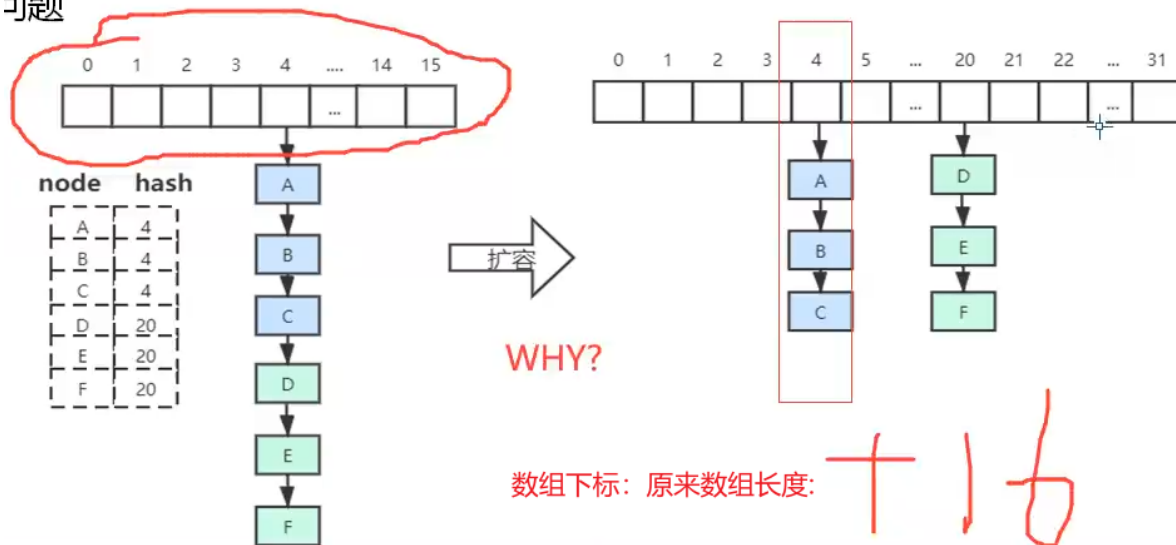 问题
0 1 2 3 4 .... 14 15
0 1 2 3 4 5 ... 20 21 22 ... 31
...
... ...
node hash
A 4
B 4
C 4
D 20
E 20
F 20
A
B
C
D
E
F
扩容
WHY?
A
B
C
D
E
F
数组下标：原来数组长度: +16